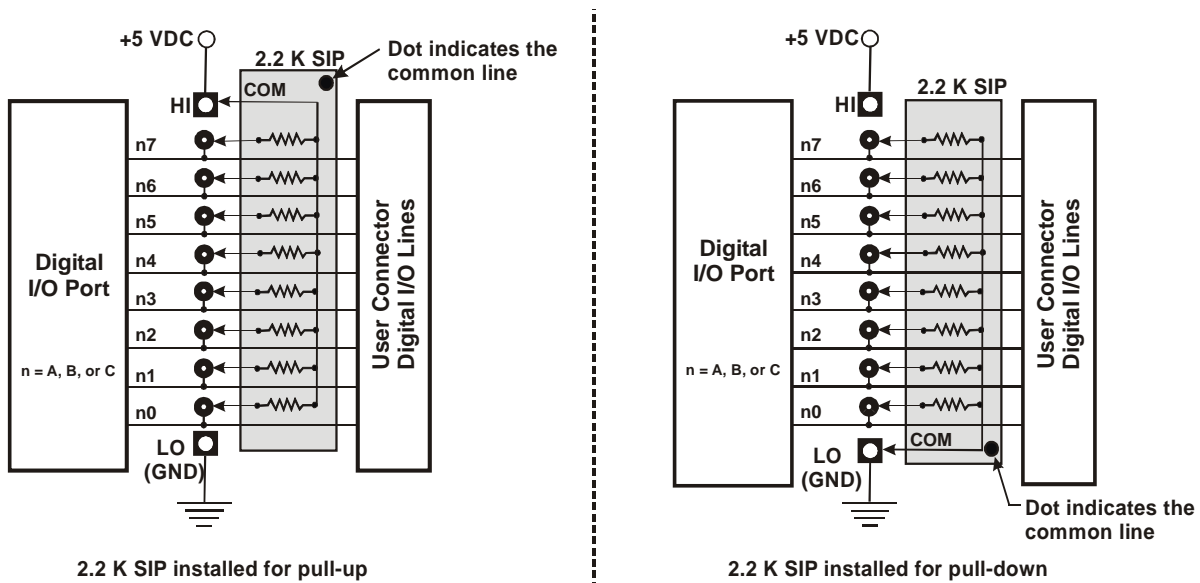 +5 VDC
2.2 K SIP
Dot indicates the
common line
COM
HI
n7
n6
n5
n4
n3
n2
n1
n0
Digital
I/O Port
n = A, B, or C
User Connector
Digital I/O Lines
LO
(GND)
2.2 K SIP installed for pull-up
+5 VDC
2.2 K SIP
HI
n7
n6
n5
n4
n3
n2
n1
n0
Digital
I/O Port
n = A, B, or C
User Connector
Digital I/O Lines
COM
LO
(GND)
Dot indicates the
common line
2.2 K SIP installed for pull-down